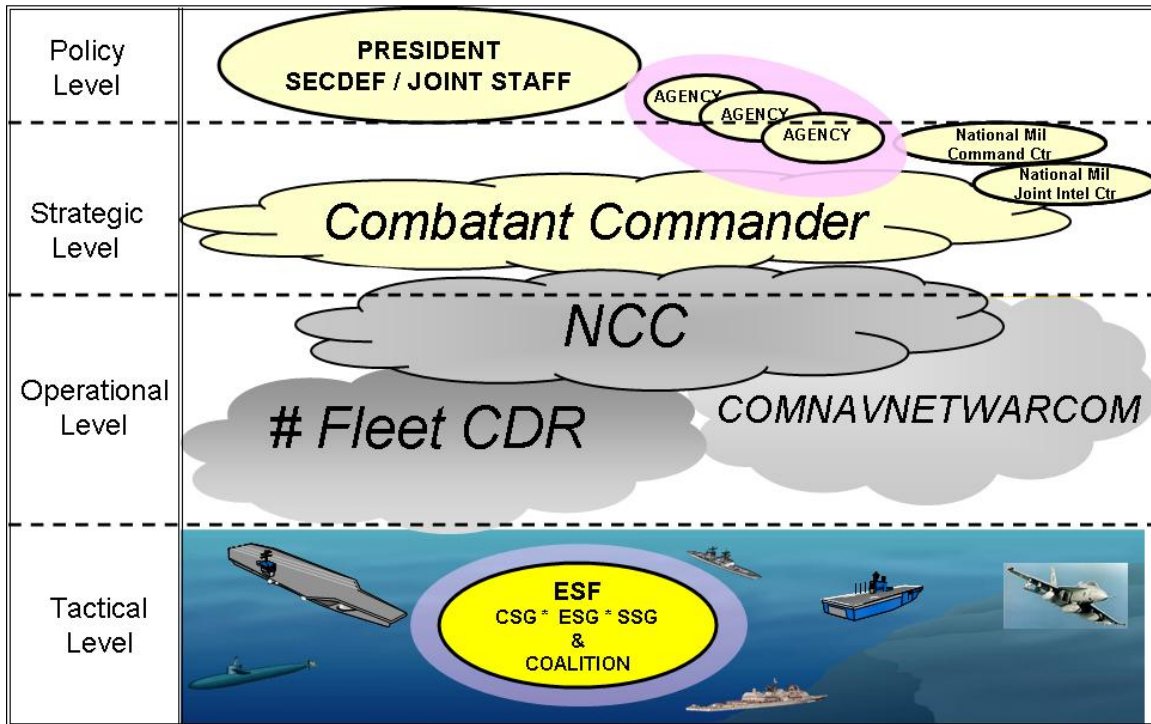 Policy
Level
PRESIDENT
SECDEF / JOINT STAFF
AGENCY
AGENCY
AGENCY
National Mil
Command Ctr
National Mil
Joint Intel Ctr
Strategic
Level
Combatant Commander
Operational
Level
NCC
# Fleet CDR
COMNAVNETWARCOM
Tactical
Level
ESF
CSG * ESG * SSG
&
COALITION